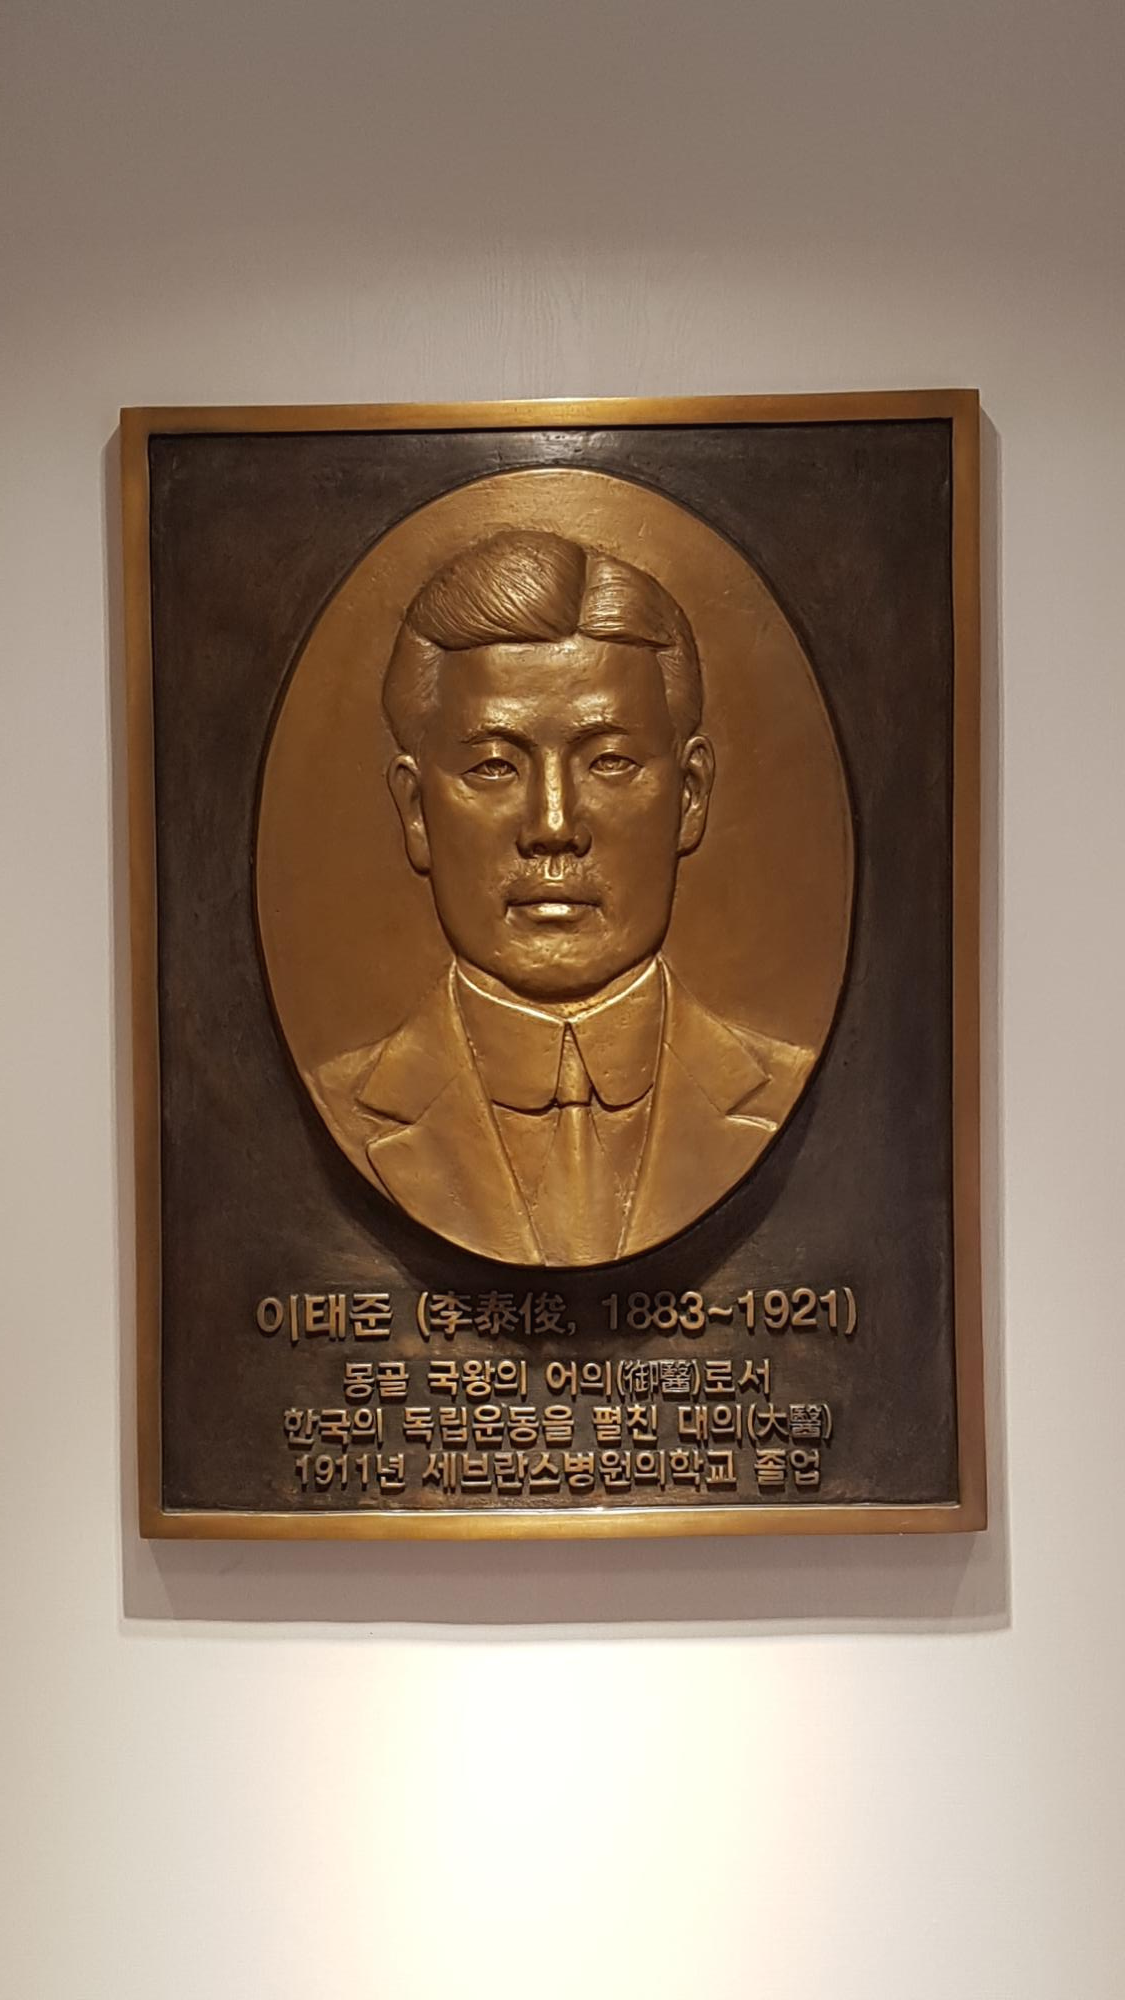 이태준 (李泰俊, 1883~1921)
몽골 국왕의 어의(御醫)로서
한국의 독립운동을 펼친 대의(大醫)
1911년 세브란스병원의학교 졸업